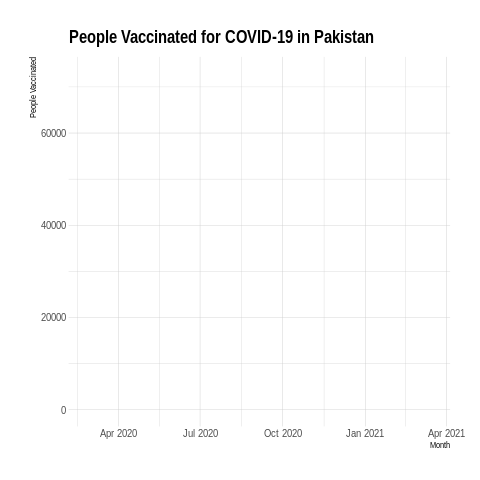 People Vaccinated for COVID-19 in Pakistan
People Vaccinated
60000
40000
20000
0
Apr 2020 Jul 2020 Oct 2020 Jan 2021 Apr 2021
Month